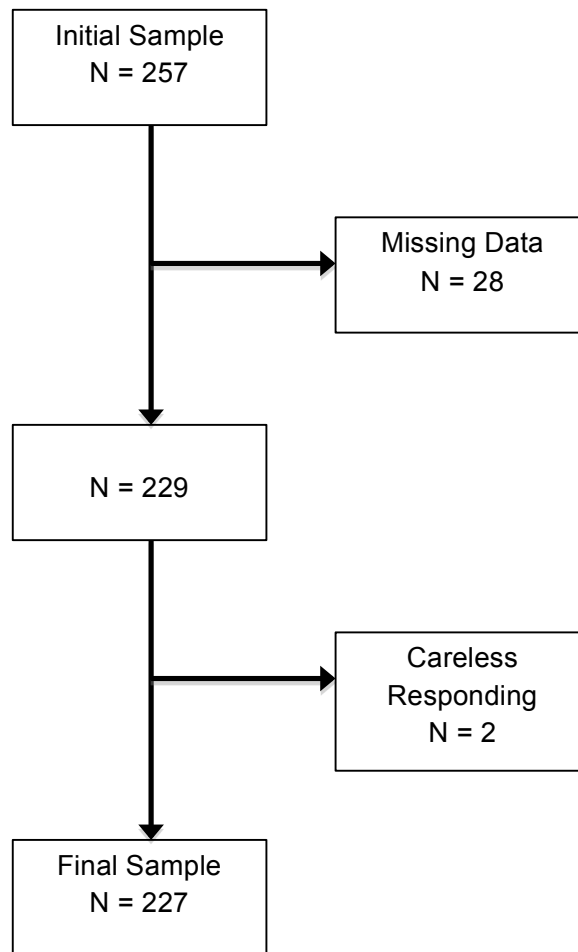 Initial Sample
N = 257
Missing Data
N = 28
N = 229
Careless
Responding
N = 2
Final Sample
N = 227